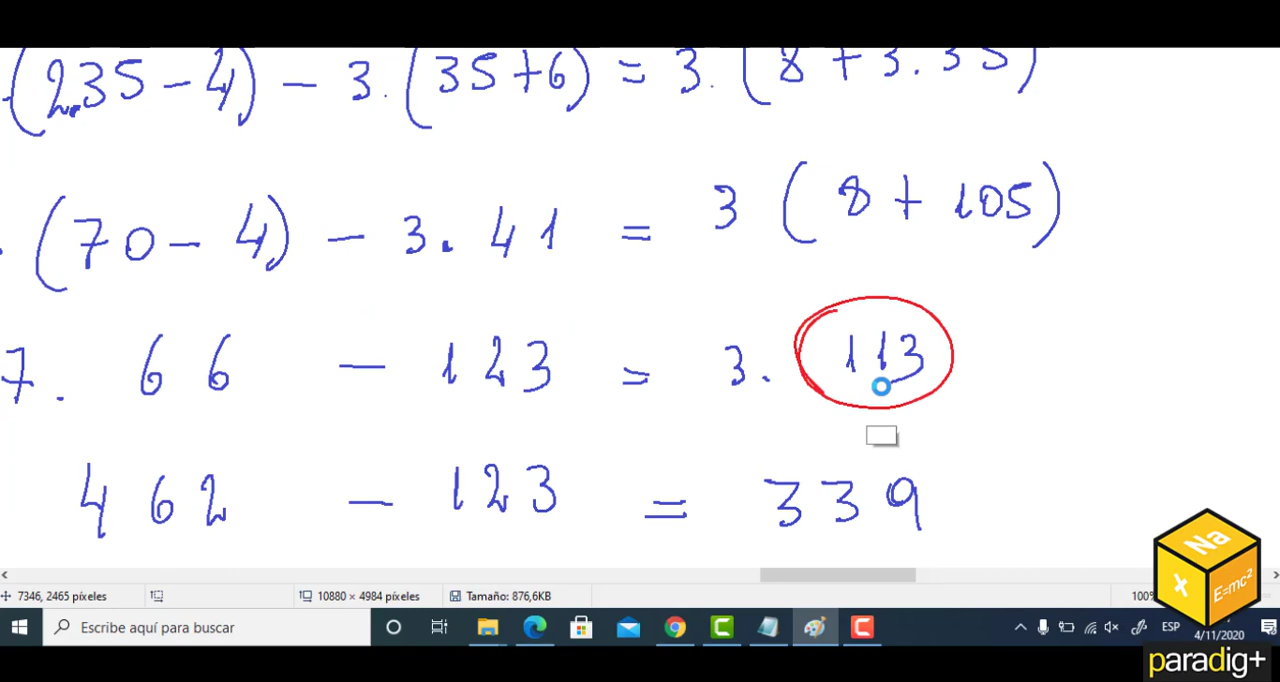 (2.35 - 4) - 3.(35+6) = 3.(8 + 3.35)
.(70 - 4) - 3.41 = 3(8 + 105)
7. 66 - 123 = 3. 113
462 - 123 = 339
7346, 2465 píxeles
10880 × 4984 píxeles
Tamaño: 876,6KB
100
Escribe aquí para buscar
ESP
4/11/2020
Na
X
E=mc²
paradig+